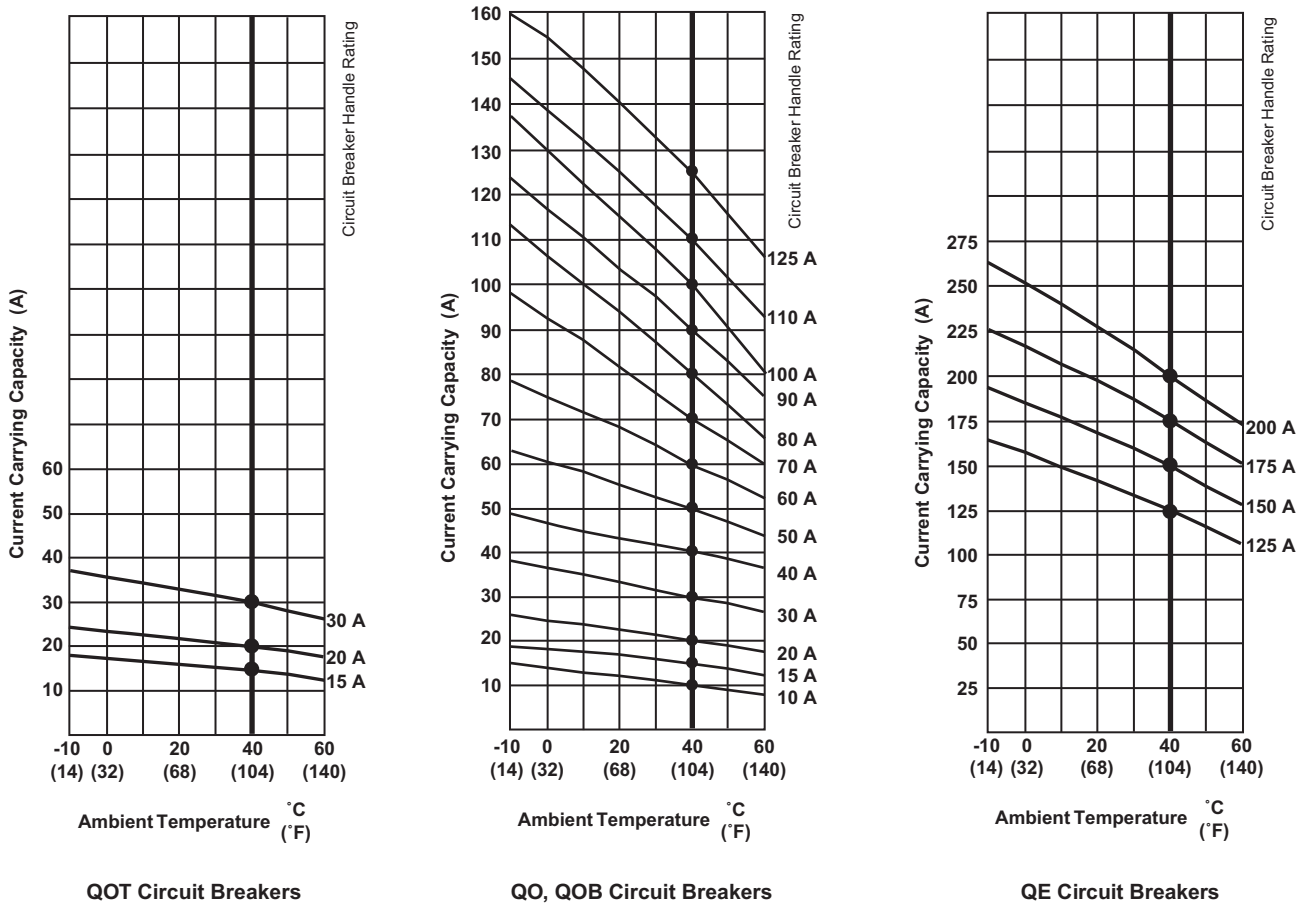 Circuit Breaker Handle Rating
Current Carrying Capacity (A)
60
50
40
30
20
10
30 A
20 A
15 A
-10 0 20 40 60
(14) (32) (68) (104) (140)
Ambient Temperature ˚C
(˚F)
QOT Circuit Breakers
Circuit Breaker Handle Rating
Current Carrying Capacity (A)
160
150
140
130
120
110
100
90
80
70
60
50
40
30
20
10
125 A
110 A
100 A
90 A
80 A
70 A
60 A
50 A
40 A
30 A
20 A
15 A
10 A
-10 0 20 40 60
(14) (32) (68) (104) (140)
Ambient Temperature ˚C
(˚F)
QO, QOB Circuit Breakers
Circuit Breaker Handle Rating
Current Carrying Capacity (A)
275
250
225
200
175
150
125
100
75
50
25
200 A
175 A
150 A
125 A
-10 0 20 40 60
(14) (32) (68) (104) (140)
Ambient Temperature ˚C
(˚F)
QE Circuit Breakers